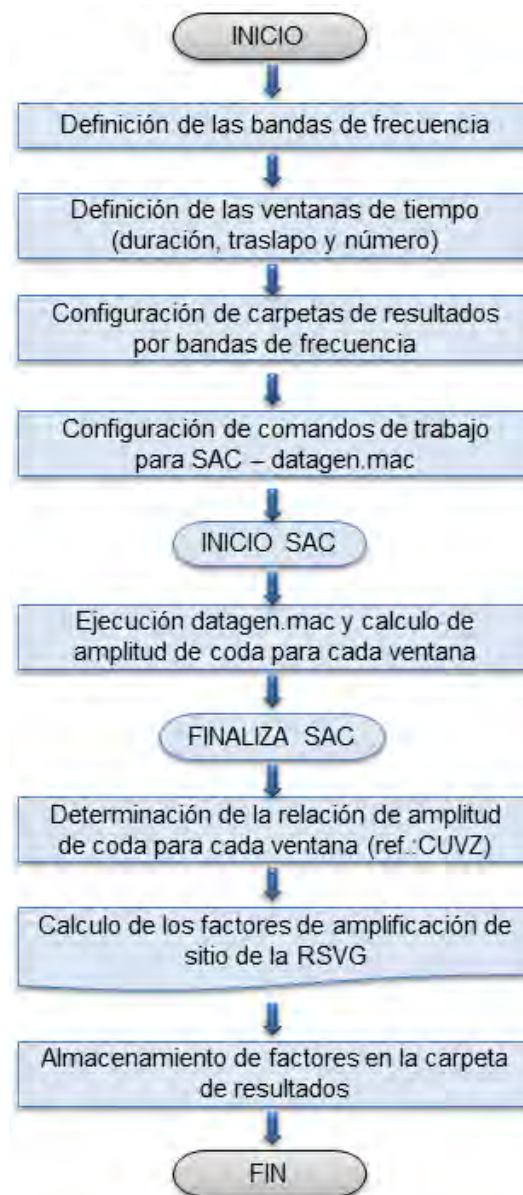 INICIO
Definición de las bandas de frecuencia
Definición de las ventanas de tiempo
(duración, traslapo y número)
Configuración de carpetas de resultados
por bandas de frecuencia
Configuración de comandos de trabajo
para SAC – datagen.mac
INICIO SAC
Ejecución datagen.mac y calculo de
amplitud de coda para cada ventana
FINALIZA SAC
Determinación de la relación de amplitud
de coda para cada ventana (ref.:CUVZ)
Calculo de los factores de amplificación de
sitio de la RSVG
Almacenamiento de factores en la carpeta
de resultados
FIN